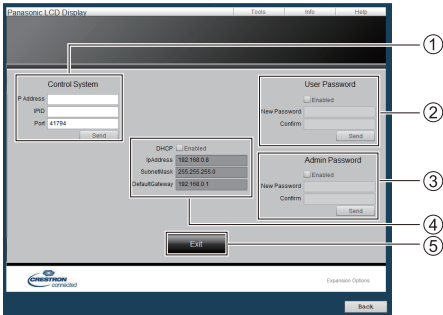 Panasonic LCD Display
Tools Info Help
1
Control System
P Address
IPID
Port 41794
Send
User Password
Enabled
New Password
Confirm
Send
2
DHCP Enabled
IpAddress 192.168.0.8
SubnetMask 255.255.255.0
DefaultGateway 192.168.0.1
Admin Password
Enabled
New Password
Confirm
Send
3
4
Exit
5
CRESTRON
connected
Expansion Options
Back